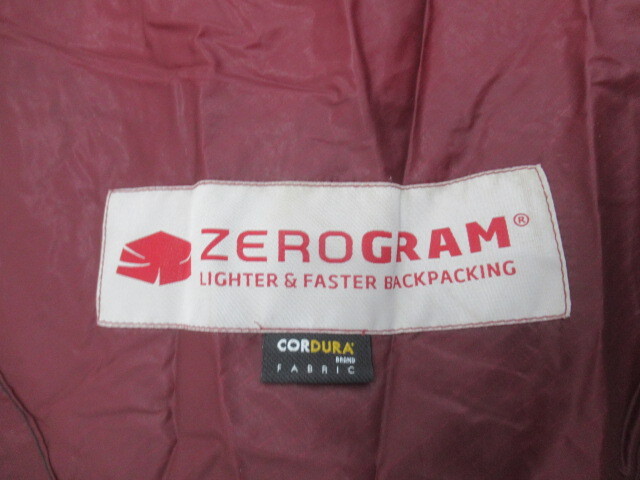 ZEROGRAM®
LIGHTER & FASTER BACKPACKING
CORDURA®
BRAND
FABRIC